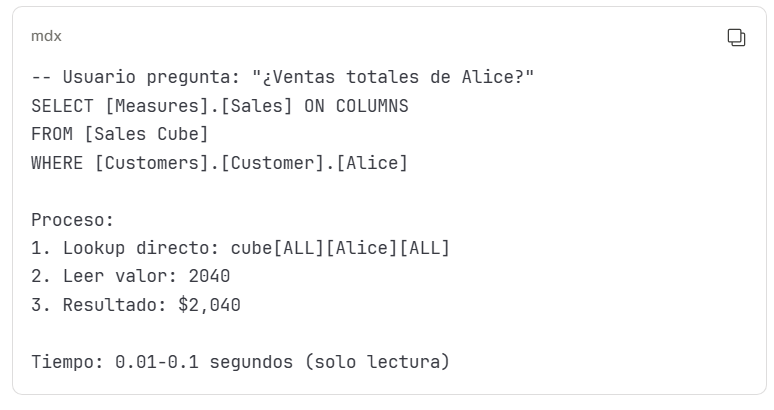 mdx
-- Usuario pregunta: "¿Ventas totales de Alice?"
SELECT [Measures].[Sales] ON COLUMNS
FROM [Sales Cube]
WHERE [Customers].[Customer].[Alice]
Proceso:
1. Lookup directo: cube[ALL][Alice][ALL]
2. Leer valor: 2040
3. Resultado: $2,040
Tiempo: 0.01-0.1 segundos (solo lectura)